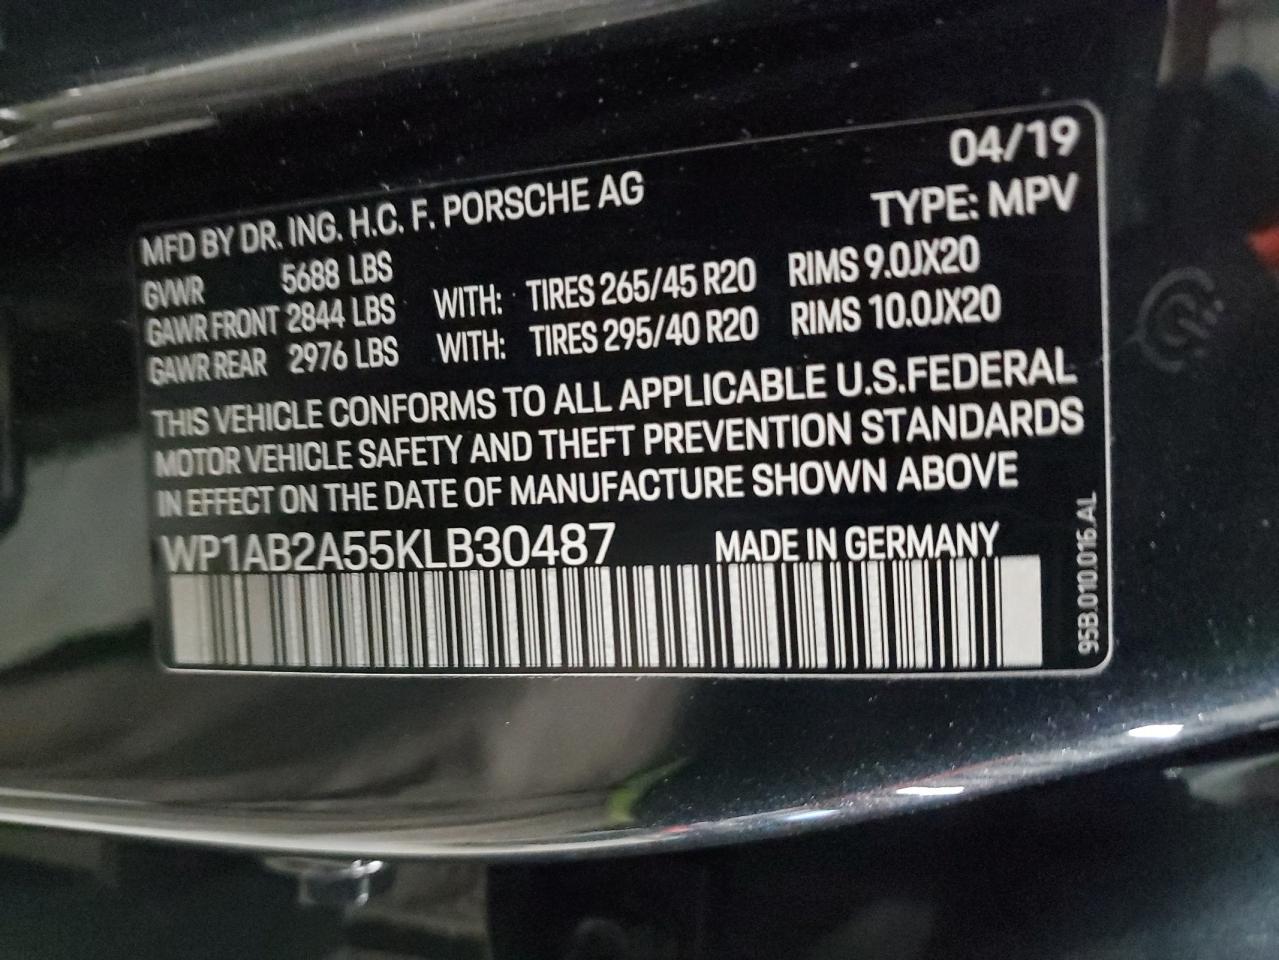 04/19
MFD BY DR. ING. H.C. F. PORSCHE AG TYPE: MPV
GVWR 5688 LBS
GAWR FRONT 2844 LBS WITH: TIRES 265/45 R20 RIMS 9.0JX20
GAWR REAR 2976 LBS WITH: TIRES 295/40 R20 RIMS 10.0JX20
THIS VEHICLE CONFORMS TO ALL APPLICABLE U.S.FEDERAL
MOTOR VEHICLE SAFETY AND THEFT PREVENTION STANDARDS
IN EFFECT ON THE DATE OF MANUFACTURE SHOWN ABOVE
WP1AB2A55KLB30487 MADE IN GERMANY
95B.010.016.AL